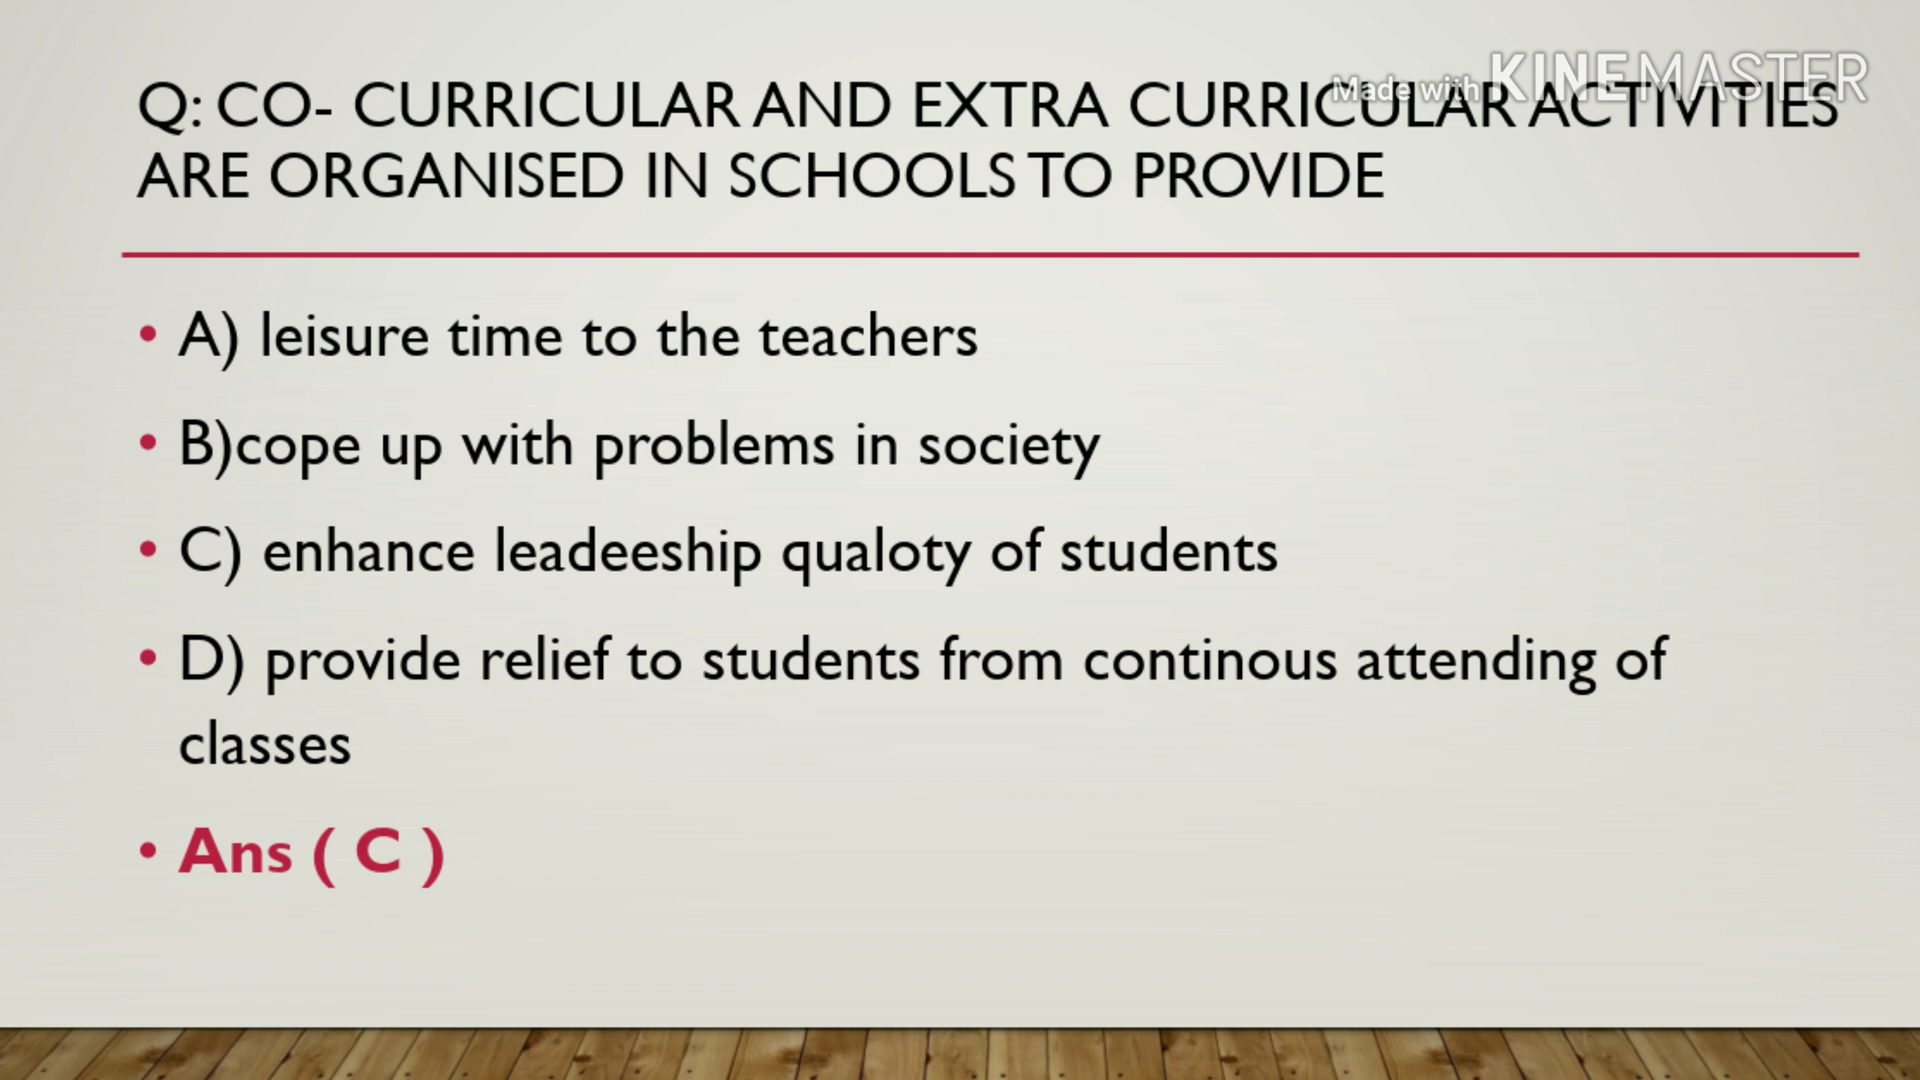 Made with KINEMASTER
Q: CO- CURRICULAR AND EXTRA CURRICULAR ACTIVITIES
ARE ORGANISED IN SCHOOLS TO PROVIDE
• A) leisure time to the teachers
• B)cope up with problems in society
• C) enhance leadeeship qualoty of students
• D) provide relief to students from continous attending of
classes
• Ans ( C )